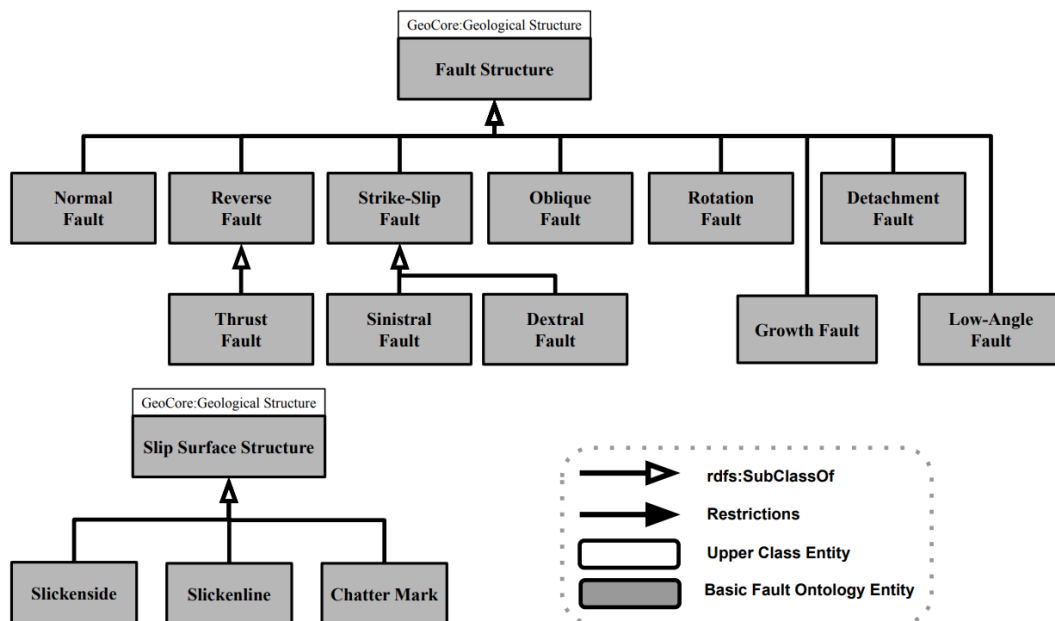 GeoCore:Geological Structure
Fault Structure
Normal
Fault
Reverse
Fault
Strike-Slip
Fault
Oblique
Fault
Rotation
Fault
Detachment
Fault
Thrust
Fault
Sinistral
Fault
Dextral
Fault
Growth Fault
Low-Angle
Fault
GeoCore:Geological Structure
Slip Surface Structure
Slickenside
Slickenline
Chatter Mark
rdfs:SubClassOf
Restrictions
Upper Class Entity
Basic Fault Ontology Entity